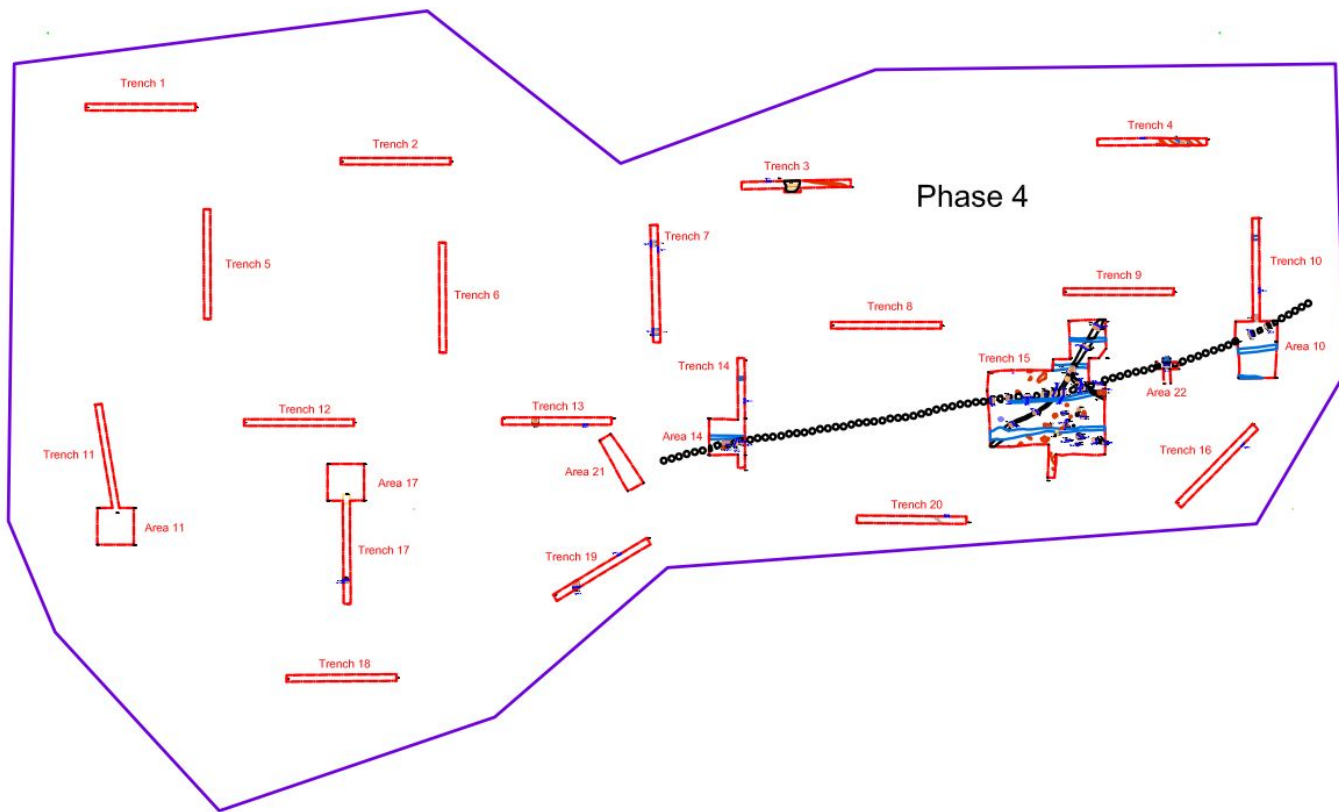 Trench 1
Trench 2
Trench 4
Trench 3
Phase 4
Trench 7
Trench 5
Trench 10
Trench 9
Trench 6
Trench 8
Area 10
Trench 15
Trench 14
Area 22
Trench 12
Trench 13
Area 14
Trench 11
Area 21
Trench 16
Area 17
Trench 20
Area 11
Trench 17
Trench 19
Trench 18